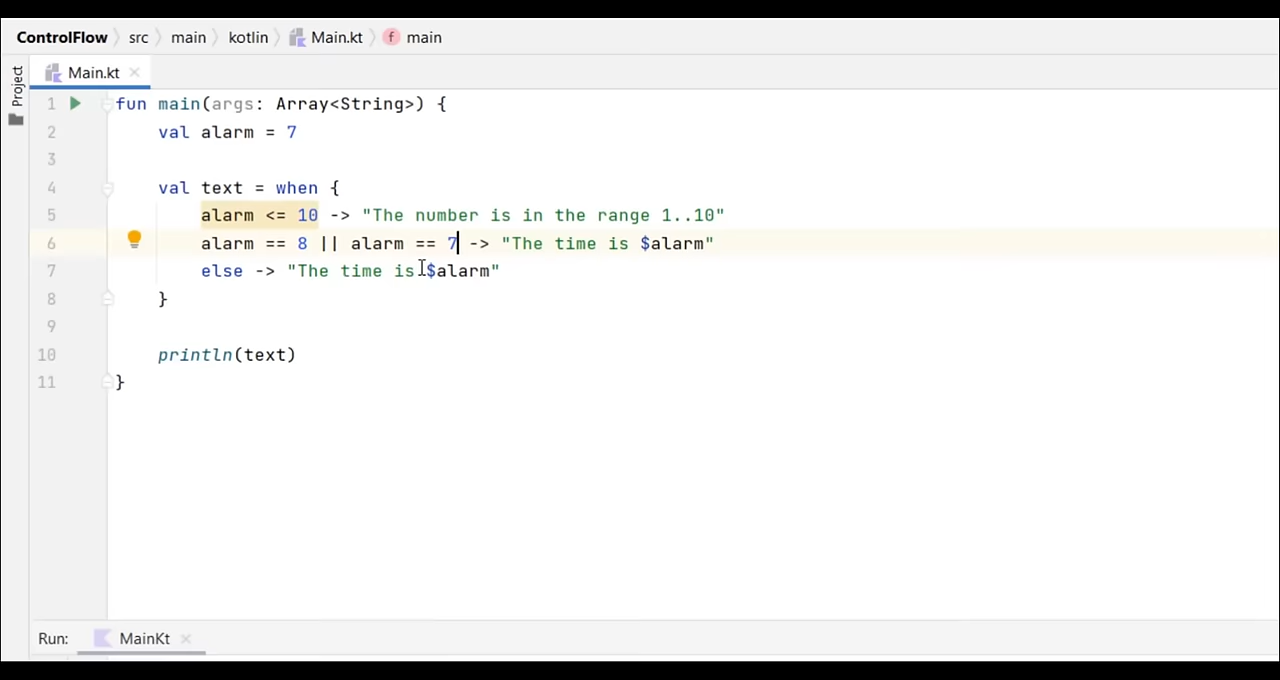 ControlFlow src main kotlin Main.kt f main
Project
Main.kt
1 fun main(args: Array<String>) {
2 val alarm = 7
3
4 val text = when {
5 alarm <= 10 -> "The number is in the range 1..10"
6 alarm == 8 || alarm == 7 -> "The time is $alarm"
7 else -> "The time is $alarm"
8 }
9
10 println(text)
11 }
Run: MainKt